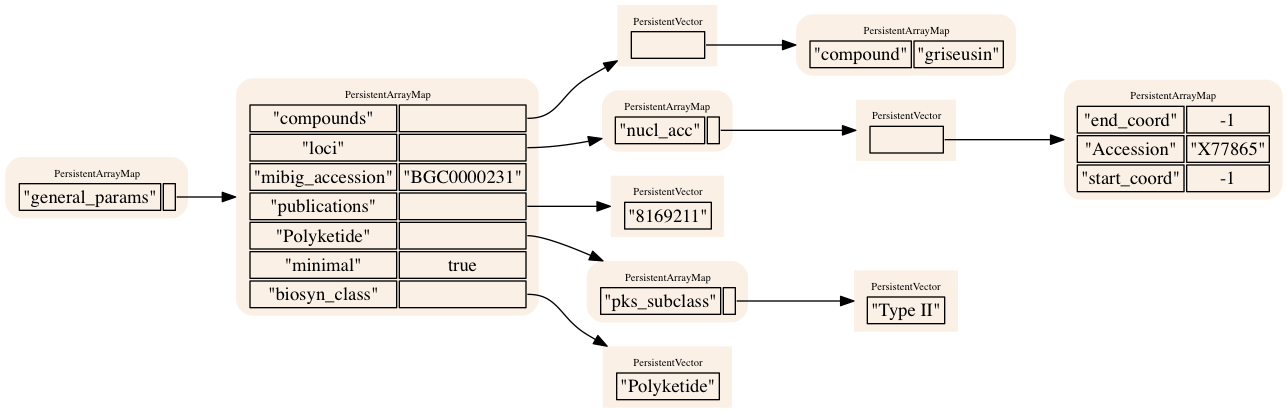 PersistentArrayMap
"general_params"
PersistentArrayMap
"compounds"
"loci"
"mibig_accession" "BGC0000231"
"publications"
"Polyketide"
"minimal" true
"biosyn_class"
PersistentVector
PersistentArrayMap
"compound" "griseusin"
PersistentArrayMap
"nucl_acc"
PersistentVector
PersistentArrayMap
"end_coord" -1
"Accession" "X77865"
"start_coord" -1
PersistentVector
"8169211"
PersistentArrayMap
"pks_subclass"
PersistentVector
"Type II"
PersistentVector
"Polyketide"